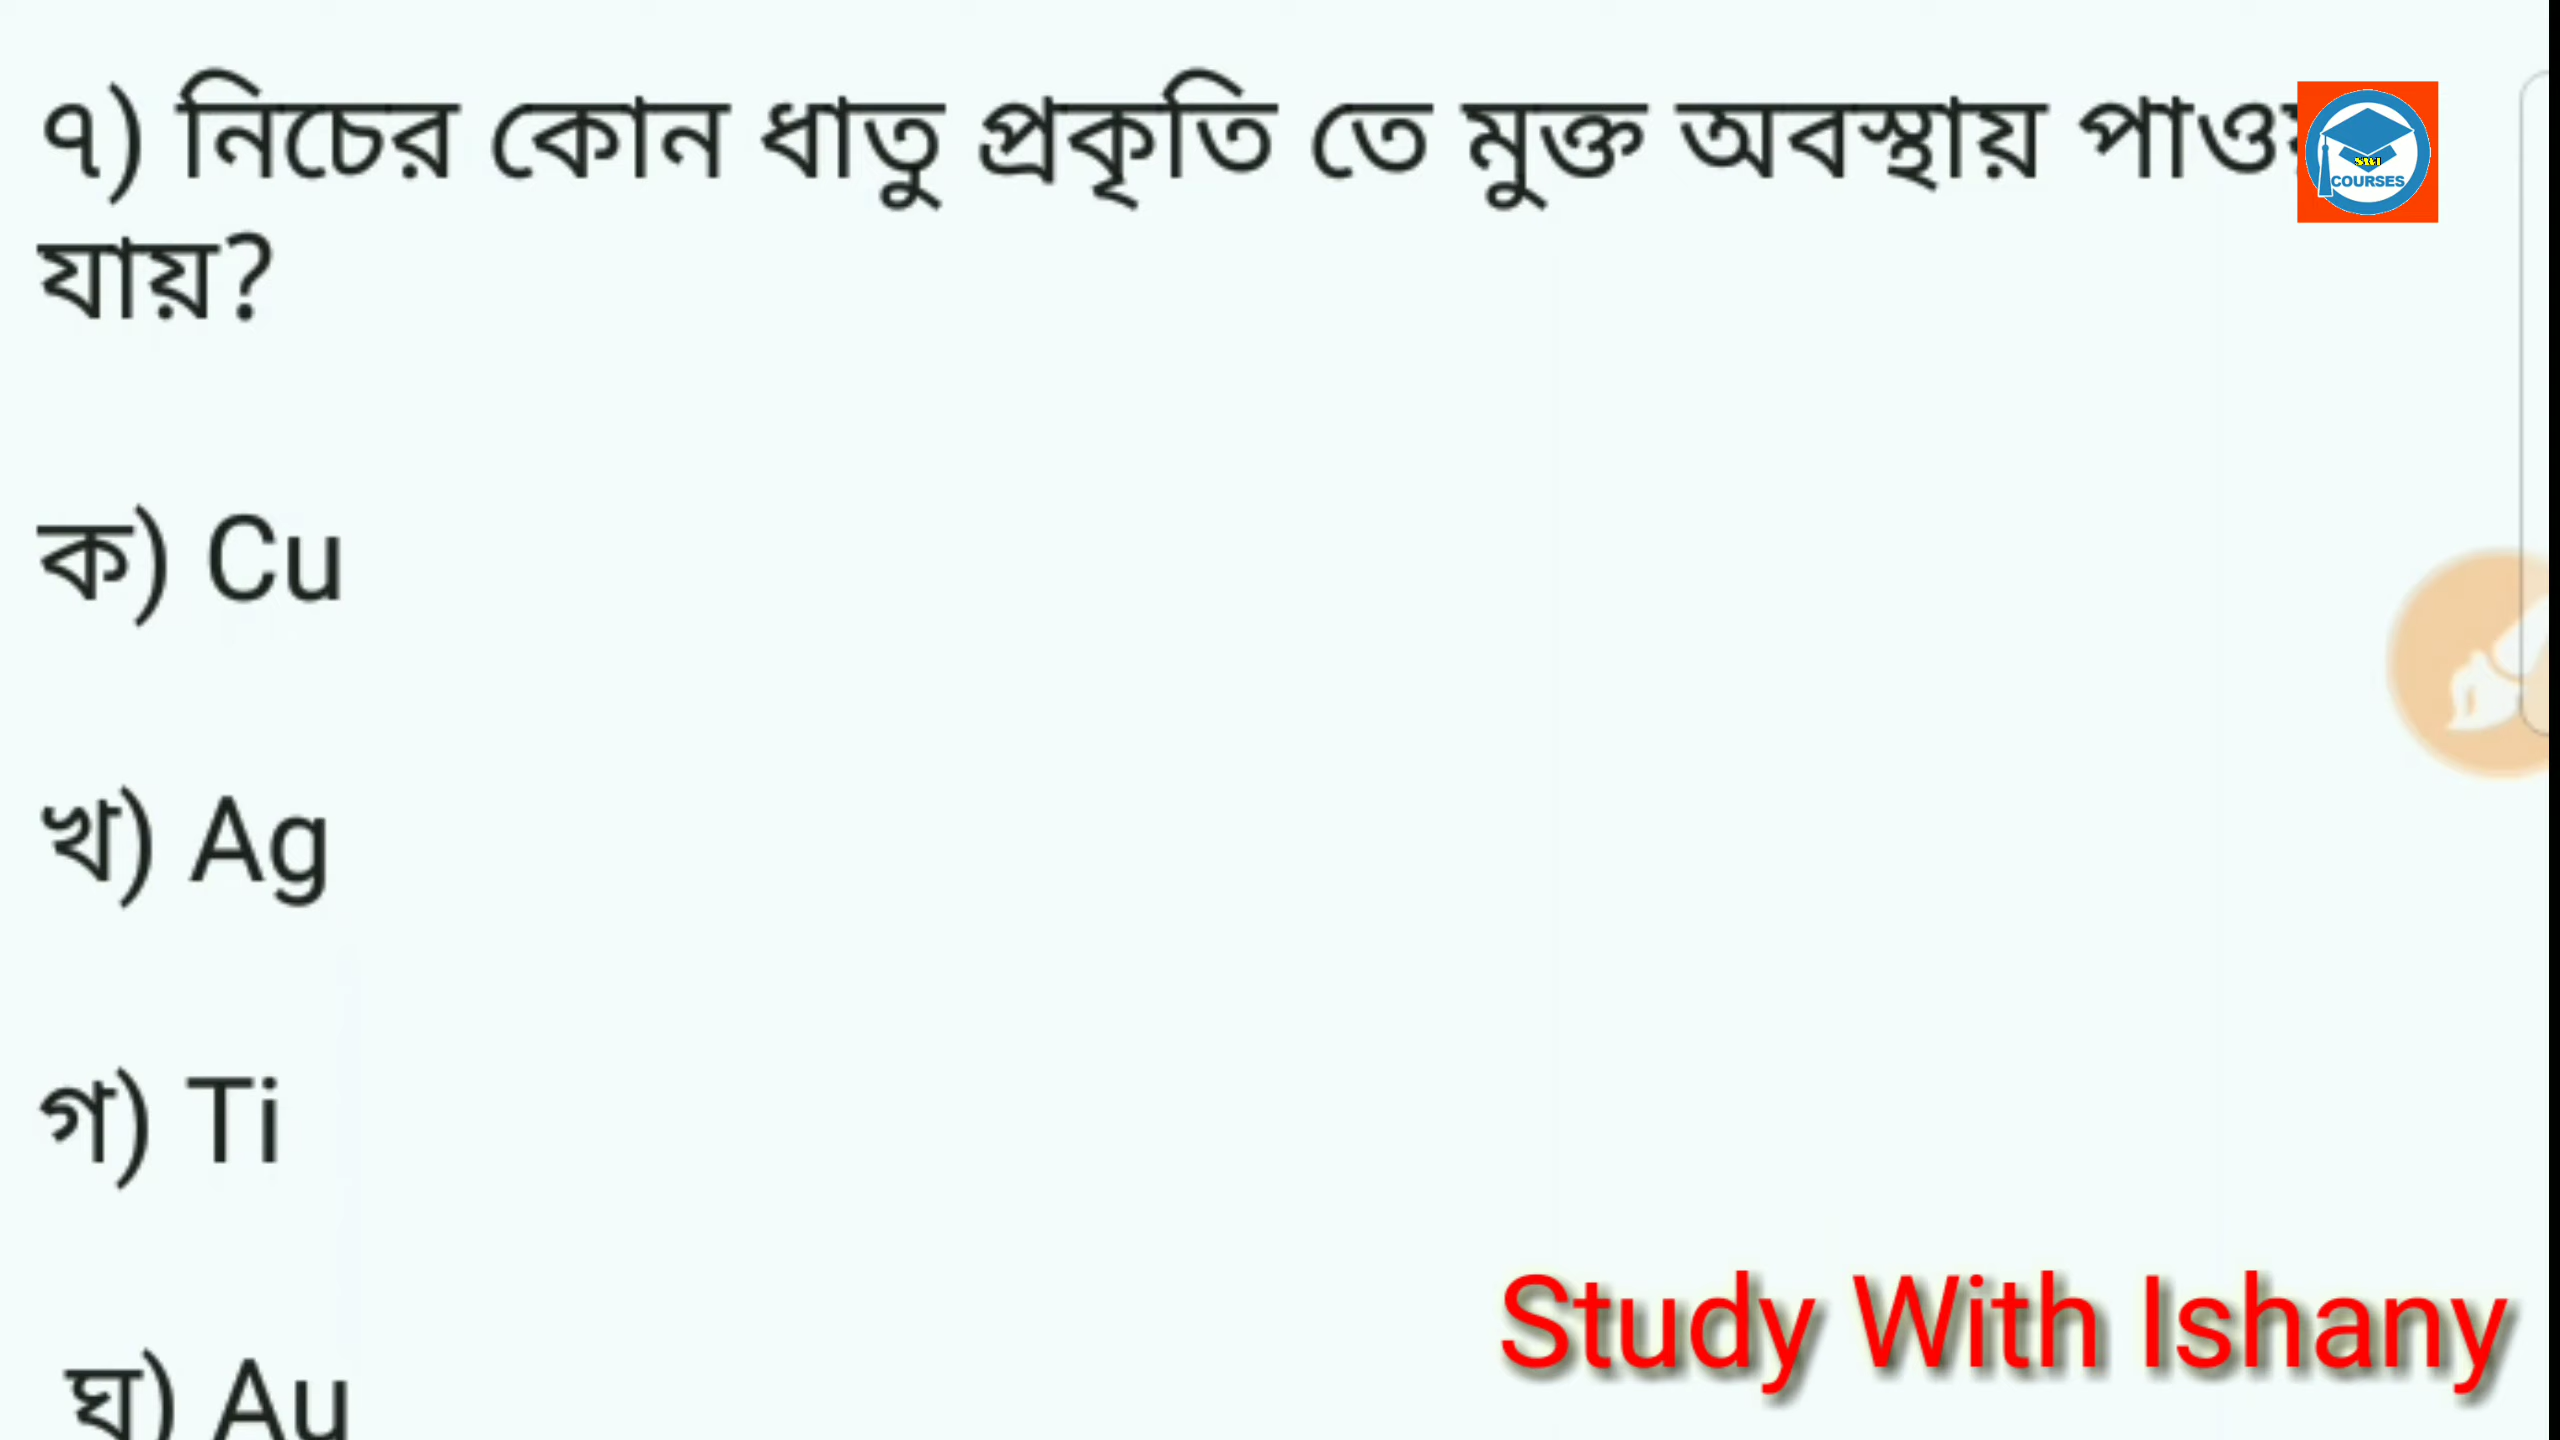 ৭) নিচের কোন ধাতু প্রকৃতি তে মুক্ত অবস্থায়
যায়?
ক) Cu
খ) Ag
গ) Ti
ঘ) Au
COURSES
Study With Ishany